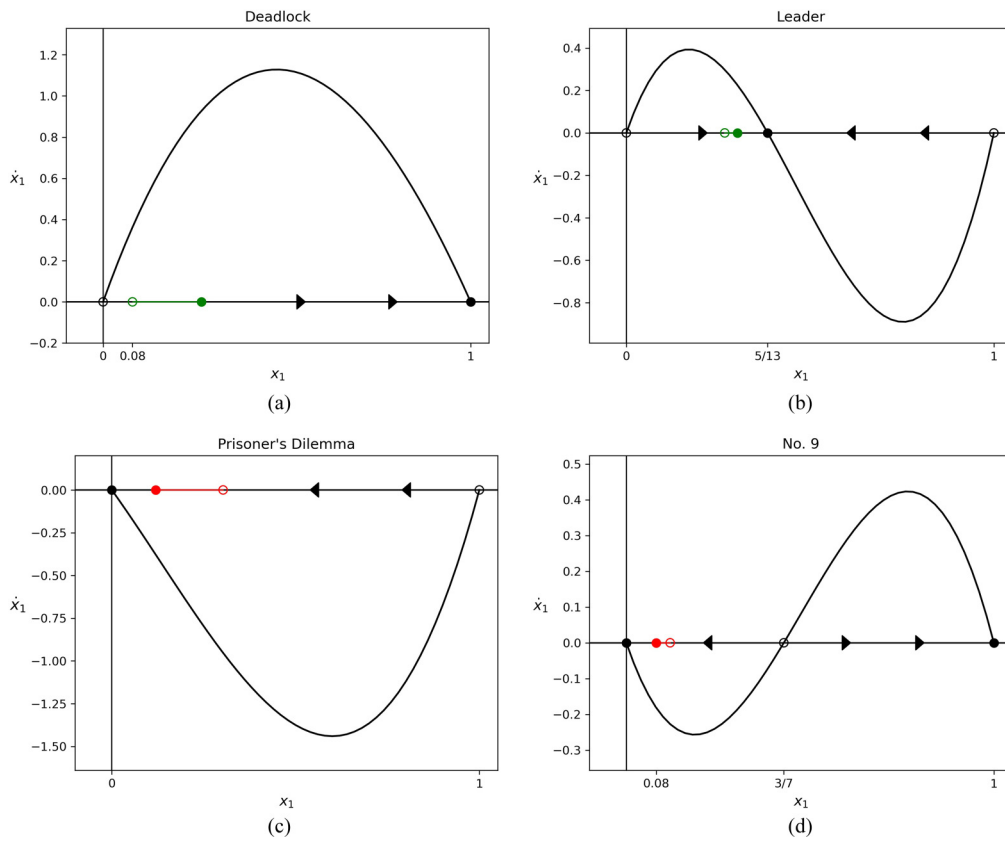 Deadlock
1.2
1.0
0.8
0.6
0.4
0.2
0.0
−0.2
ẋ₁
0 0.08 1
x₁
(a)
Leader
0.4
0.2
0.0
−0.2
−0.4
−0.6
−0.8
ẋ₁
0 5/13 1
x₁
(b)
Prisoner's Dilemma
0.00
−0.25
−0.50
−0.75
−1.00
−1.25
−1.50
ẋ₁
0 1
x₁
(c)
No. 9
0.5
0.4
0.3
0.2
0.1
0.0
−0.1
−0.2
−0.3
ẋ₁
0.08 3/7 1
x₁
(d)